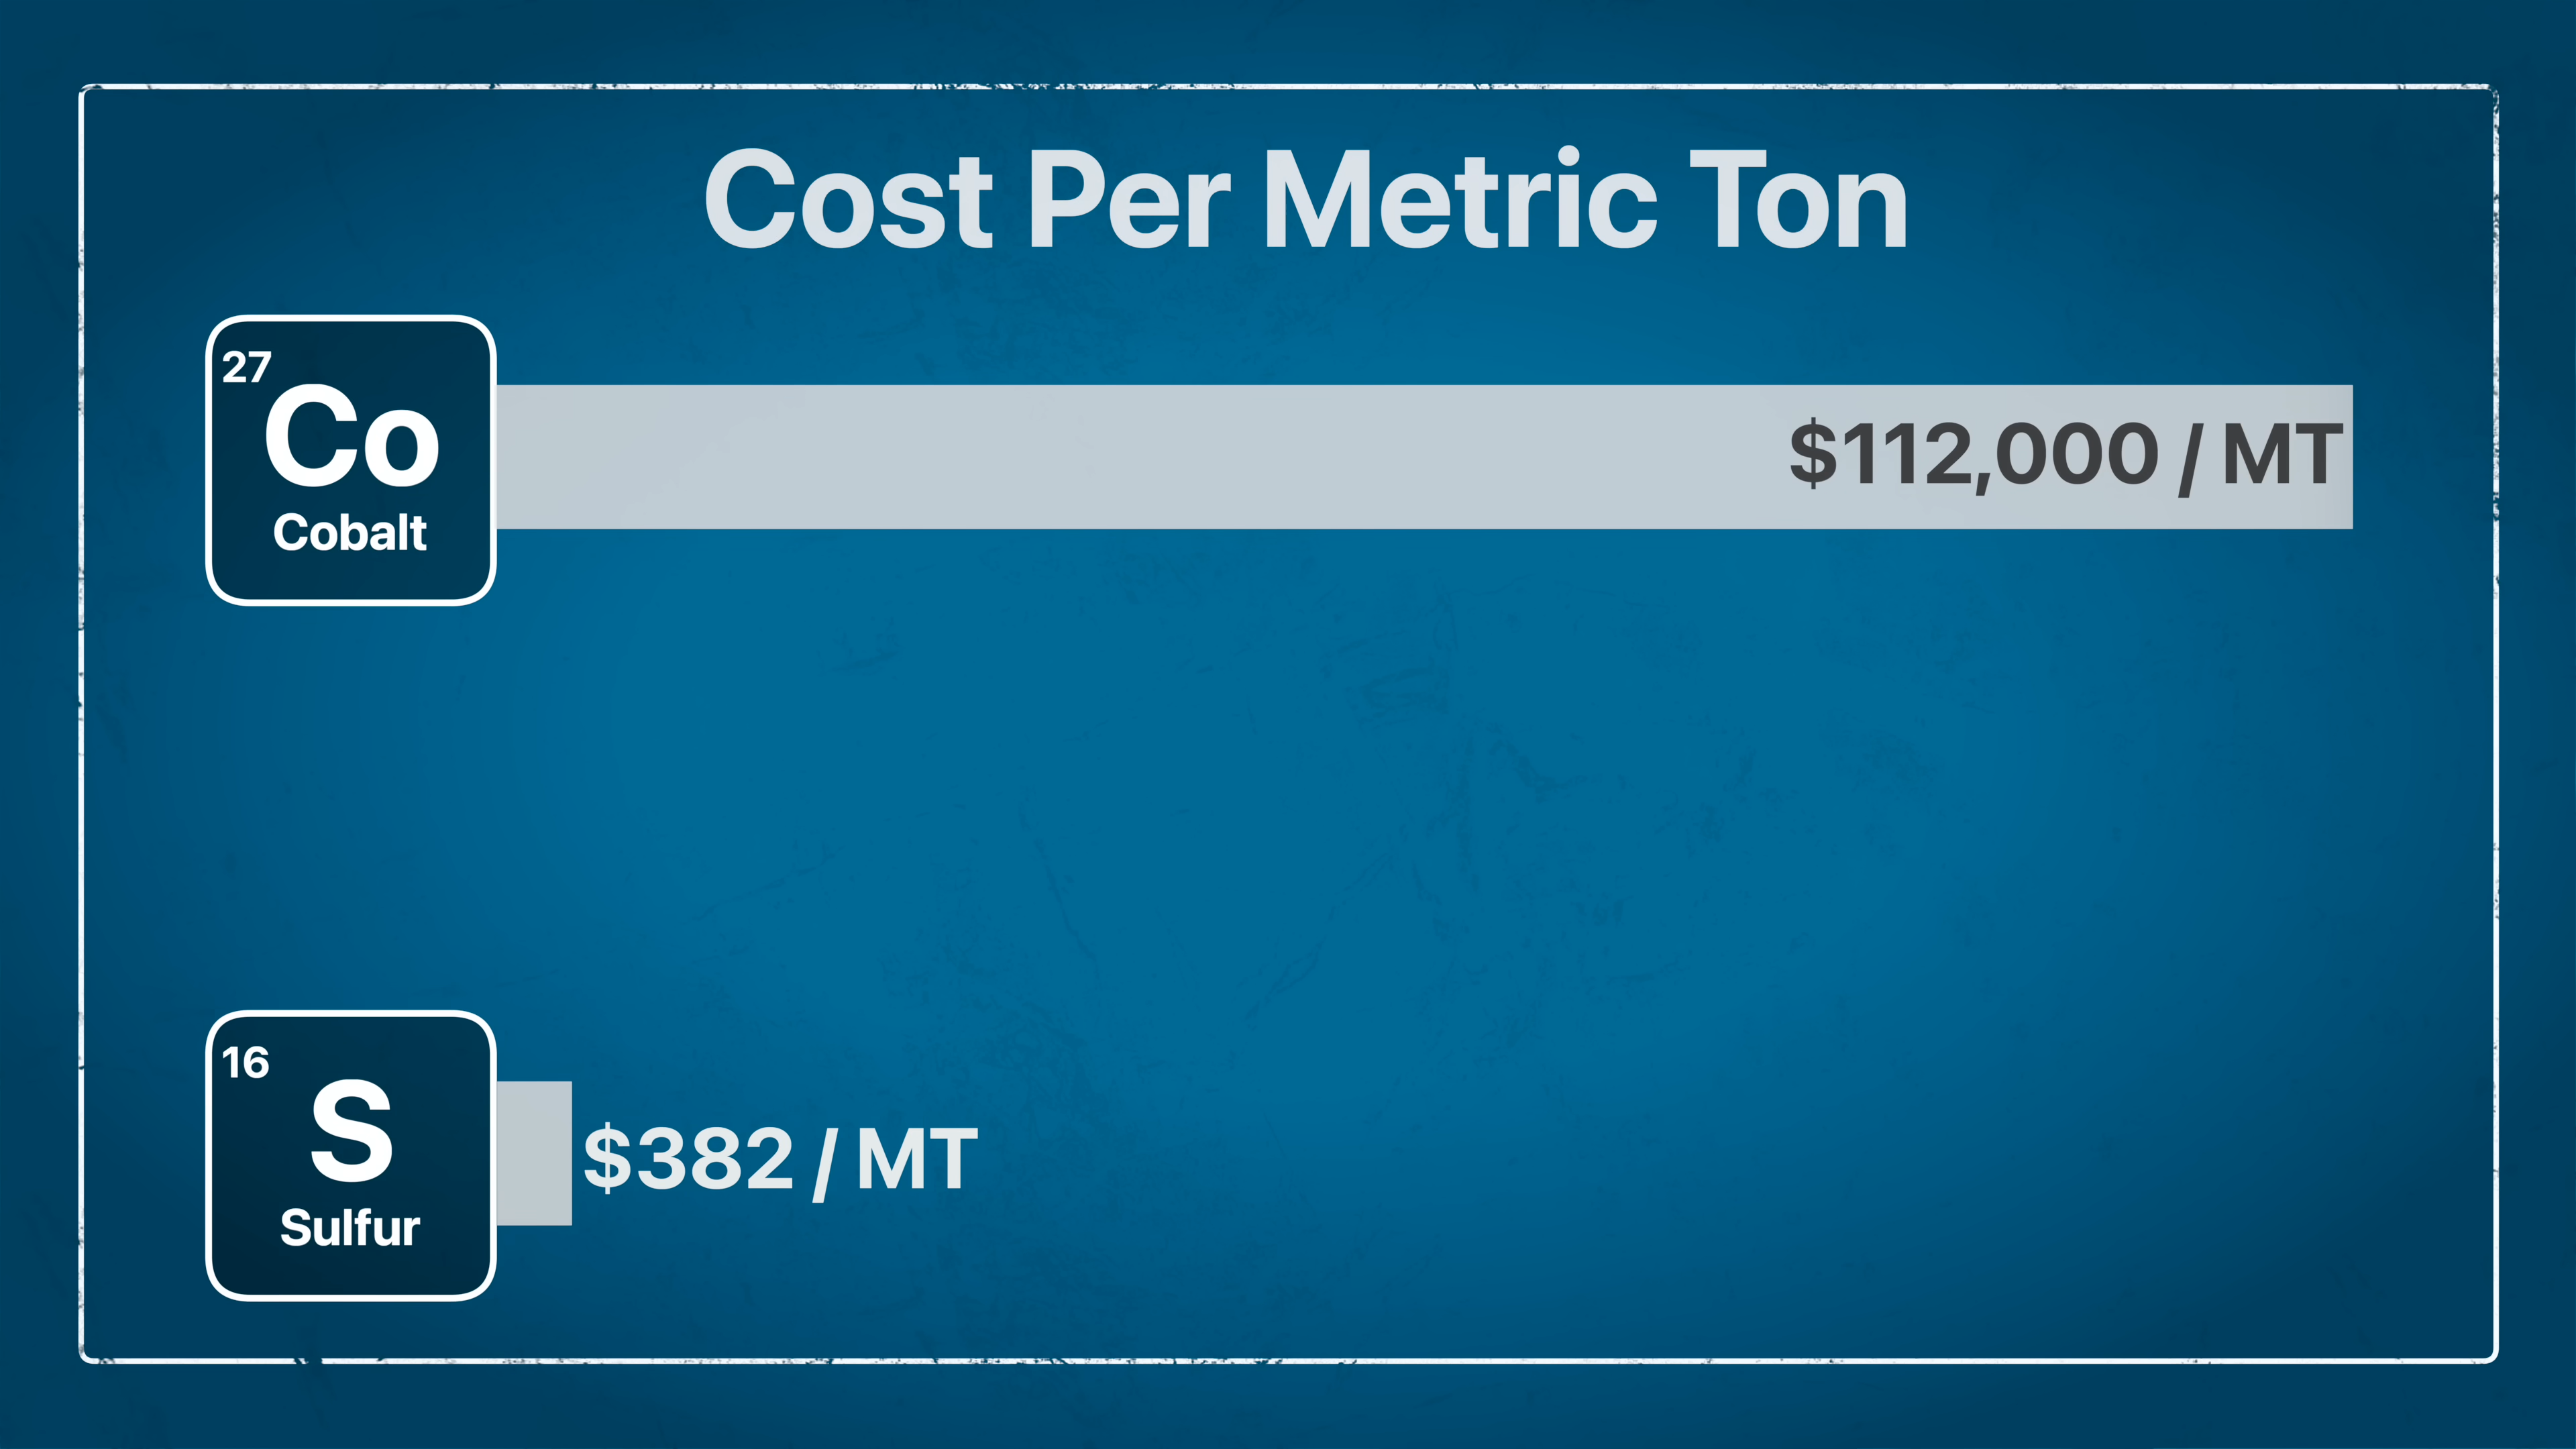 Cost Per Metric Ton
27
Co
Cobalt
$112,000 / MT
16
S
Sulfur
$382 / MT